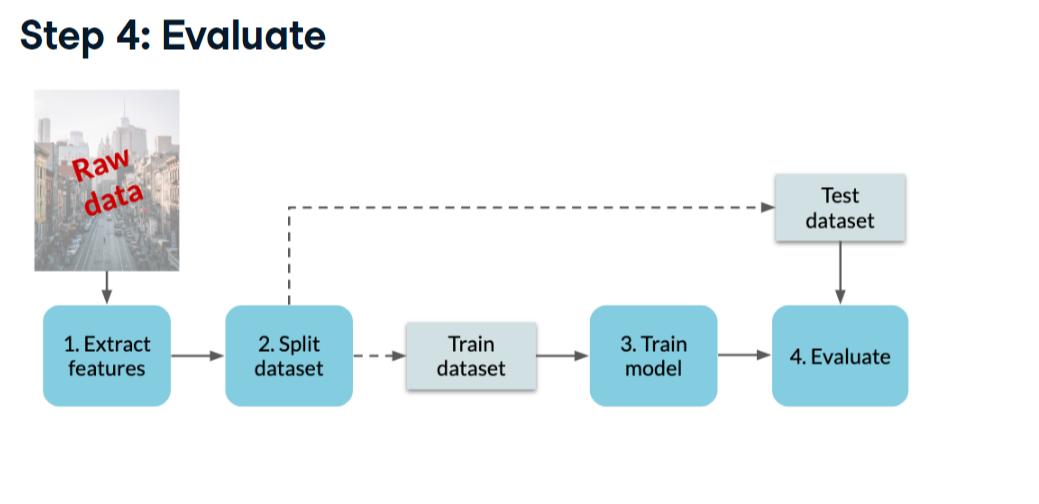 Step 4: Evaluate
Raw
data
Test
dataset
1. Extract
features
2. Split
dataset
Train
dataset
3. Train
model
4. Evaluate